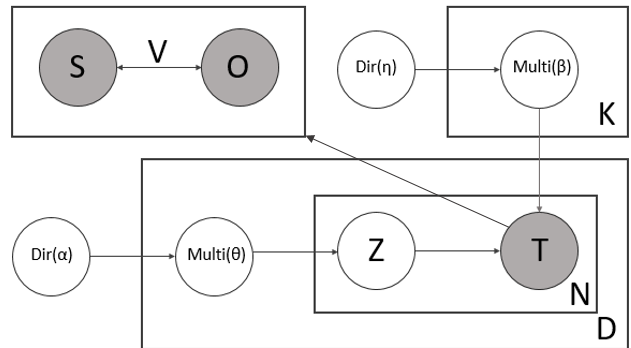 S
V
O
Dir(η)
Multi(β)
K
Dir(α)
Multi(θ)
Z
T
N
D